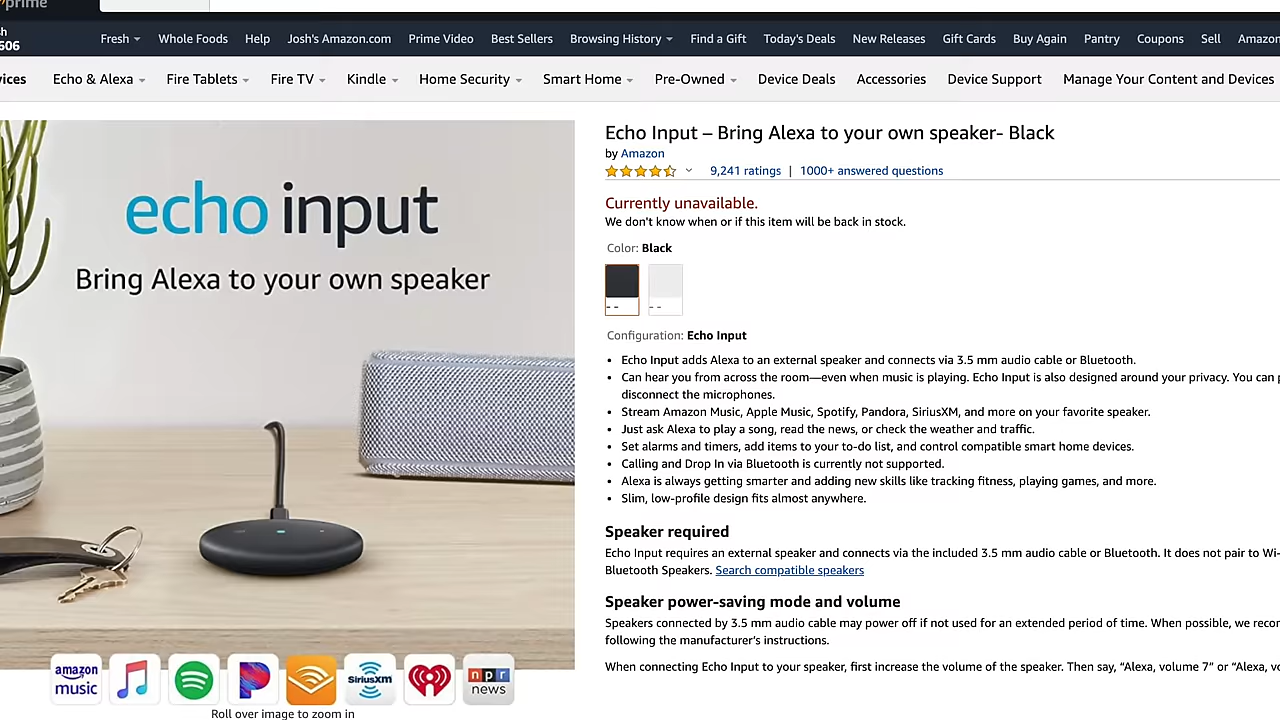 prime
sh
606
Fresh Whole Foods Help Josh's Amazon.com Prime Video Best Sellers Browsing History Find a Gift Today's Deals New Releases Gift Cards Buy Again Pantry Coupons Sell Amazon
ices Echo & Alexa Fire Tablets Fire TV Kindle Home Security Smart Home Pre-Owned Device Deals Accessories Device Support Manage Your Content and Devices
echo input
Bring Alexa to your own speaker
amazon music
SiriusXM
npr news
Roll over image to zoom in
Echo Input – Bring Alexa to your own speaker- Black
by Amazon
9,241 ratings | 1000+ answered questions
Currently unavailable.
We don't know when or if this item will be back in stock.
Color: Black
- - - -
Configuration: Echo Input
• Echo Input adds Alexa to an external speaker and connects via 3.5 mm audio cable or Bluetooth.
• Can hear you from across the room—even when music is playing. Echo Input is also designed around your privacy. You can
disconnect the microphones.
• Stream Amazon Music, Apple Music, Spotify, Pandora, SiriusXM, and more on your favorite speaker.
• Just ask Alexa to play a song, read the news, or check the weather and traffic.
• Set alarms and timers, add items to your to-do list, and control compatible smart home devices.
• Calling and Drop In via Bluetooth is currently not supported.
• Alexa is always getting smarter and adding new skills like tracking fitness, playing games, and more.
• Slim, low-profile design fits almost anywhere.
Speaker required
Echo Input requires an external speaker and connects via the included 3.5 mm audio cable or Bluetooth. It does not pair to Wi-
Bluetooth Speakers. Search compatible speakers
Speaker power-saving mode and volume
Speakers connected by 3.5 mm audio cable may power off if not used for an extended period of time. When possible, we recor
following the manufacturer's instructions.
When connecting Echo Input to your speaker, first increase the volume of the speaker. Then say, “Alexa, volume 7” or “Alexa, vo